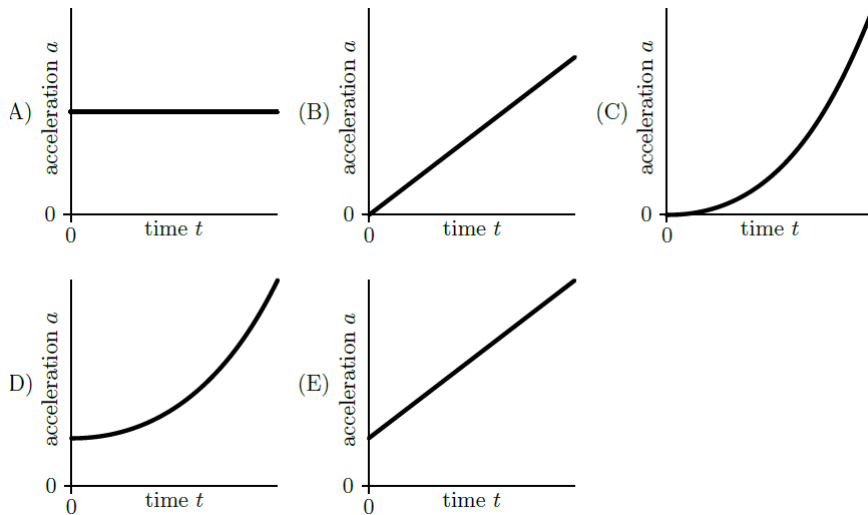 A) acceleration a 0 0 time t
(B) acceleration a 0 0 time t
(C) acceleration a 0 0 time t
D) acceleration a 0 0 time t
(E) acceleration a 0 0 time t